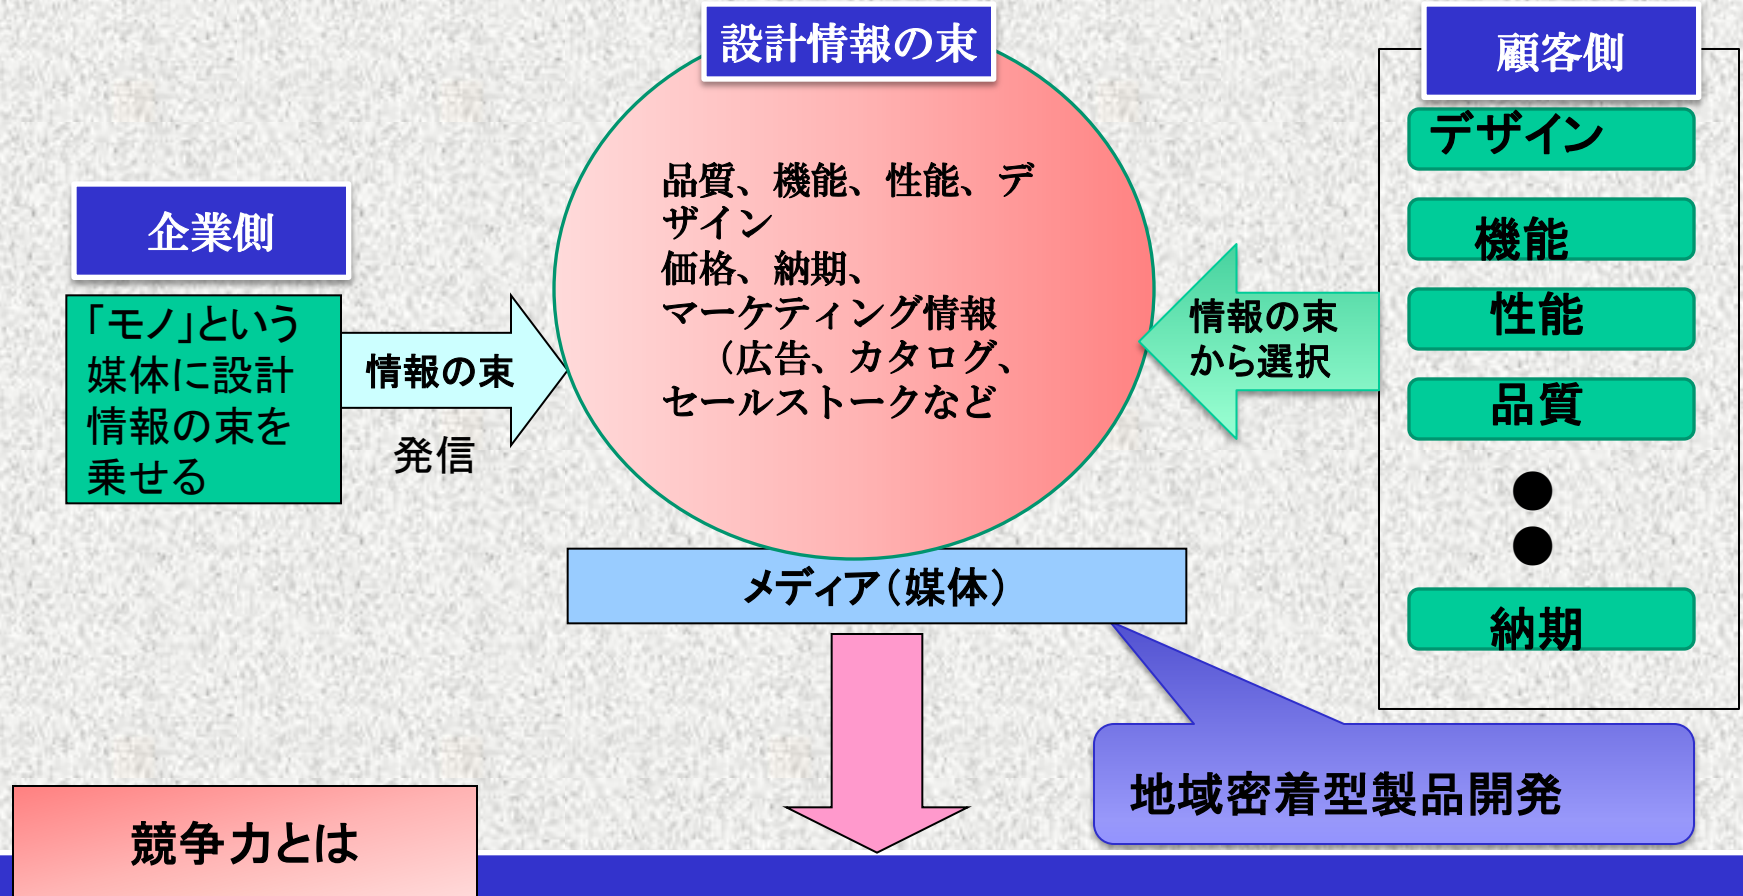 設計情報の束
顧客側
企業側
「モノ」という
媒体に設計
情報の束を
乗せる
情報の束
発信
品質、機能、性能、デ
ザイン
価格、納期、
マーケティング情報
（広告、カタログ、
セールストークなど
情報の束
から選択
デザイン
機能
性能
品質
納期
メディア（媒体）
地域密着型製品開発
競争力とは